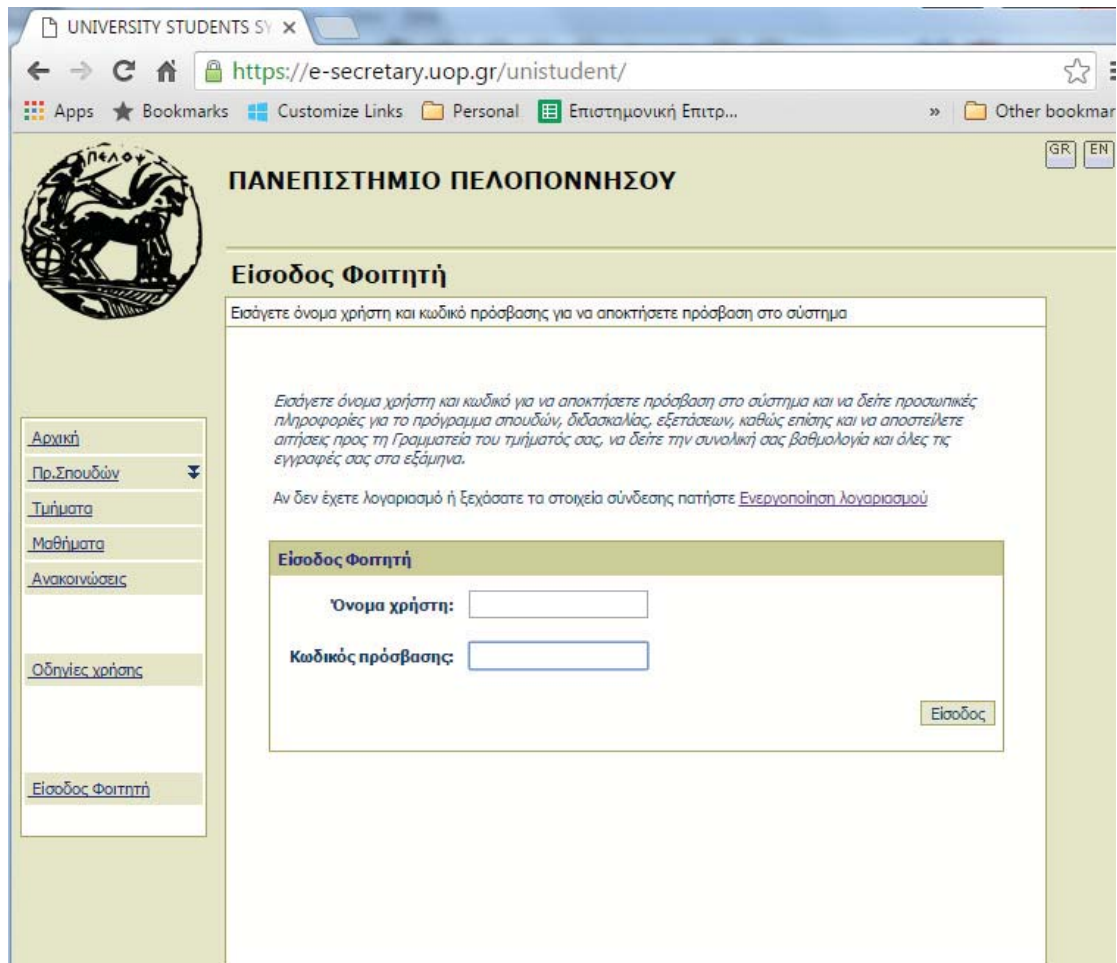 UNIVERSITY STUDENTS SY
https://e-secretary.uop.gr/unistudent/
Apps Bookmarks Customize Links Personal Επιστημονική Επιτρ... » Other bookmar
GR EN
ΠΕΛΟΨ
ΠΑΝΕΠΙΣΤΗΜΙΟ ΠΕΛΟΠΟΝΝΗΣΟΥ
Είσοδος Φοιτητή
Εισάγετε όνομα χρήστη και κωδικό πρόσβασης για να αποκτήσετε πρόσβαση στο σύστημα
Αρχική
Πρ.Σπουδών
Τμήματα
Μαθήματα
Ανακοινώσεις
Οδηγίες χρήσης
Είσοδος Φοιτητή
Εισάγετε όνομα χρήστη και κωδικό για να αποκτήσετε πρόσβαση στο σύστημα και να δείτε προσωπικές
πληροφορίες για το πρόγραμμα σπουδών, διδασκαλίας, εξετάσεων, καθώς επίσης και να αποστείλετε
αιτήσεις προς τη Γραμματεία του τμήματός σας, να δείτε την συνολική σας βαθμολογία και όλες τις
εγγραφές σας στα εξάμηνα.
Αν δεν έχετε λογαριασμό ή ξεχάσατε τα στοιχεία σύνδεσης πατήστε Ενεργοποίηση λογαριασμού
Είσοδος Φοιτητή
Όνομα χρήστη:
Κωδικός πρόσβασης:
Είσοδος